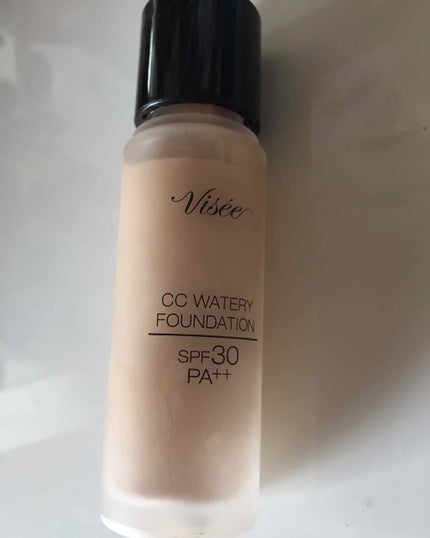 Visée
CC WATERY
FOUNDATION
SPF30
PA++